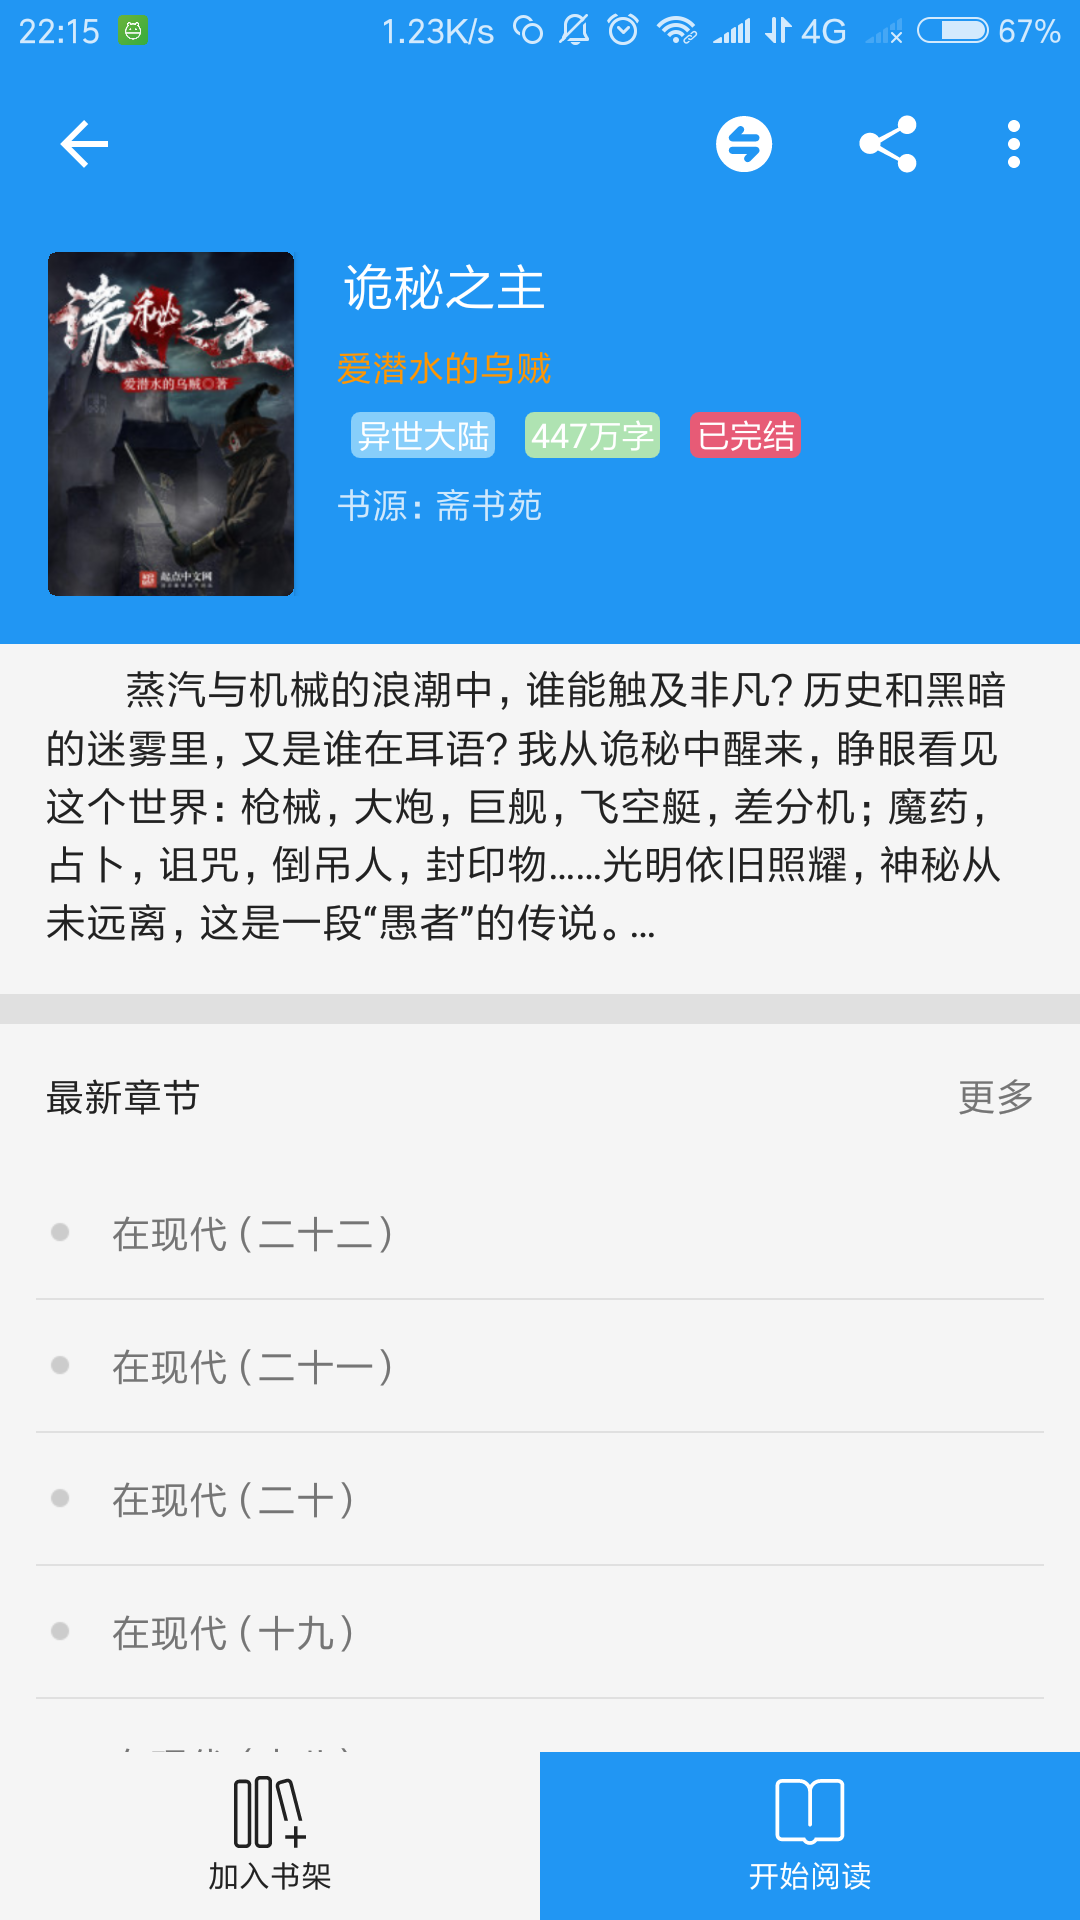 22:15 1.23K/s 4G 67%
诡秘之主
爱潜水的乌贼◎著
起点中文网
诡秘之主
爱潜水的乌贼
异世大陆 447万字 已完结
书源：斋书苑
蒸汽与机械的浪潮中，谁能触及非凡？历史和黑暗
的迷雾里，又是谁在耳语？我从诡秘中醒来，睁眼看见
这个世界：枪械，大炮，巨舰，飞空艇，差分机；魔药，
占卜，诅咒，倒吊人，封印物……光明依旧照耀，神秘从
未远离，这是一段“愚者”的传说。...
最新章节 更多
在现代（二十二）
在现代（二十一）
在现代（二十）
在现代（十九）
加入书架 开始阅读